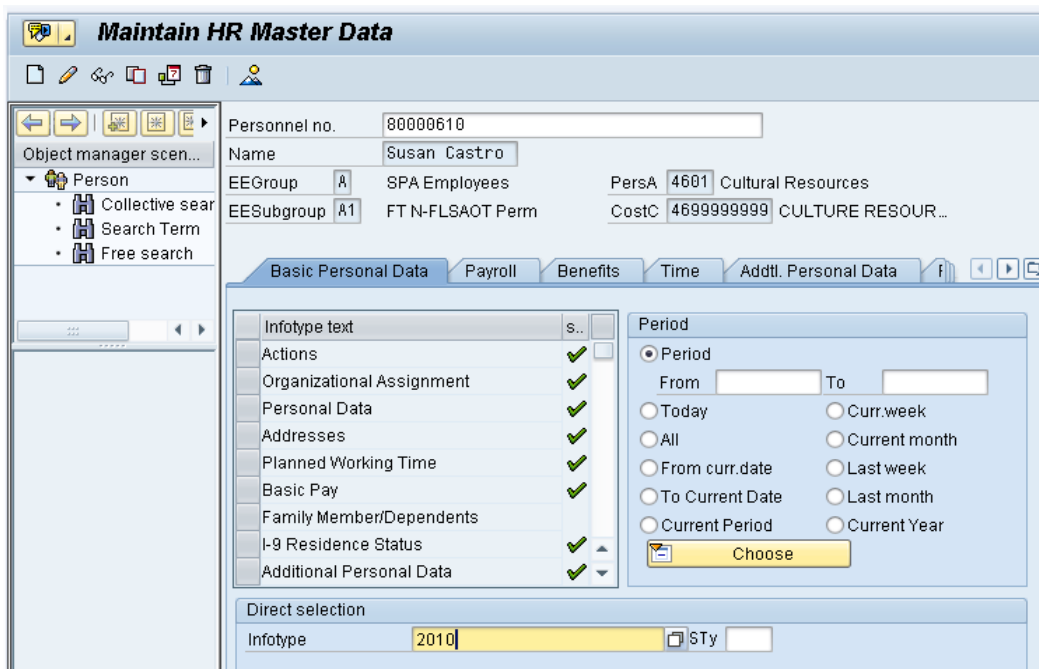 Maintain HR Master Data
Object manager scen...
Person
Collective sear
Search Term
Free search
Personnel no. 80000610
Name Susan Castro
EEGroup A SPA Employees PersA 4601 Cultural Resources
EESubgroup A1 FT N-FLSAOT Perm CostC 4699999999 CULTURE RESOUR...
Basic Personal Data Payroll Benefits Time Addtl. Personal Data
Infotype text s..
Actions
Organizational Assignment
Personal Data
Addresses
Planned Working Time
Basic Pay
Family Member/Dependents
I-9 Residence Status
Additional Personal Data
Period
Period
From To
Today Curr.week
All Current month
From curr.date Last week
To Current Date Last month
Current Period Current Year
Choose
Direct selection
Infotype 2010 STy